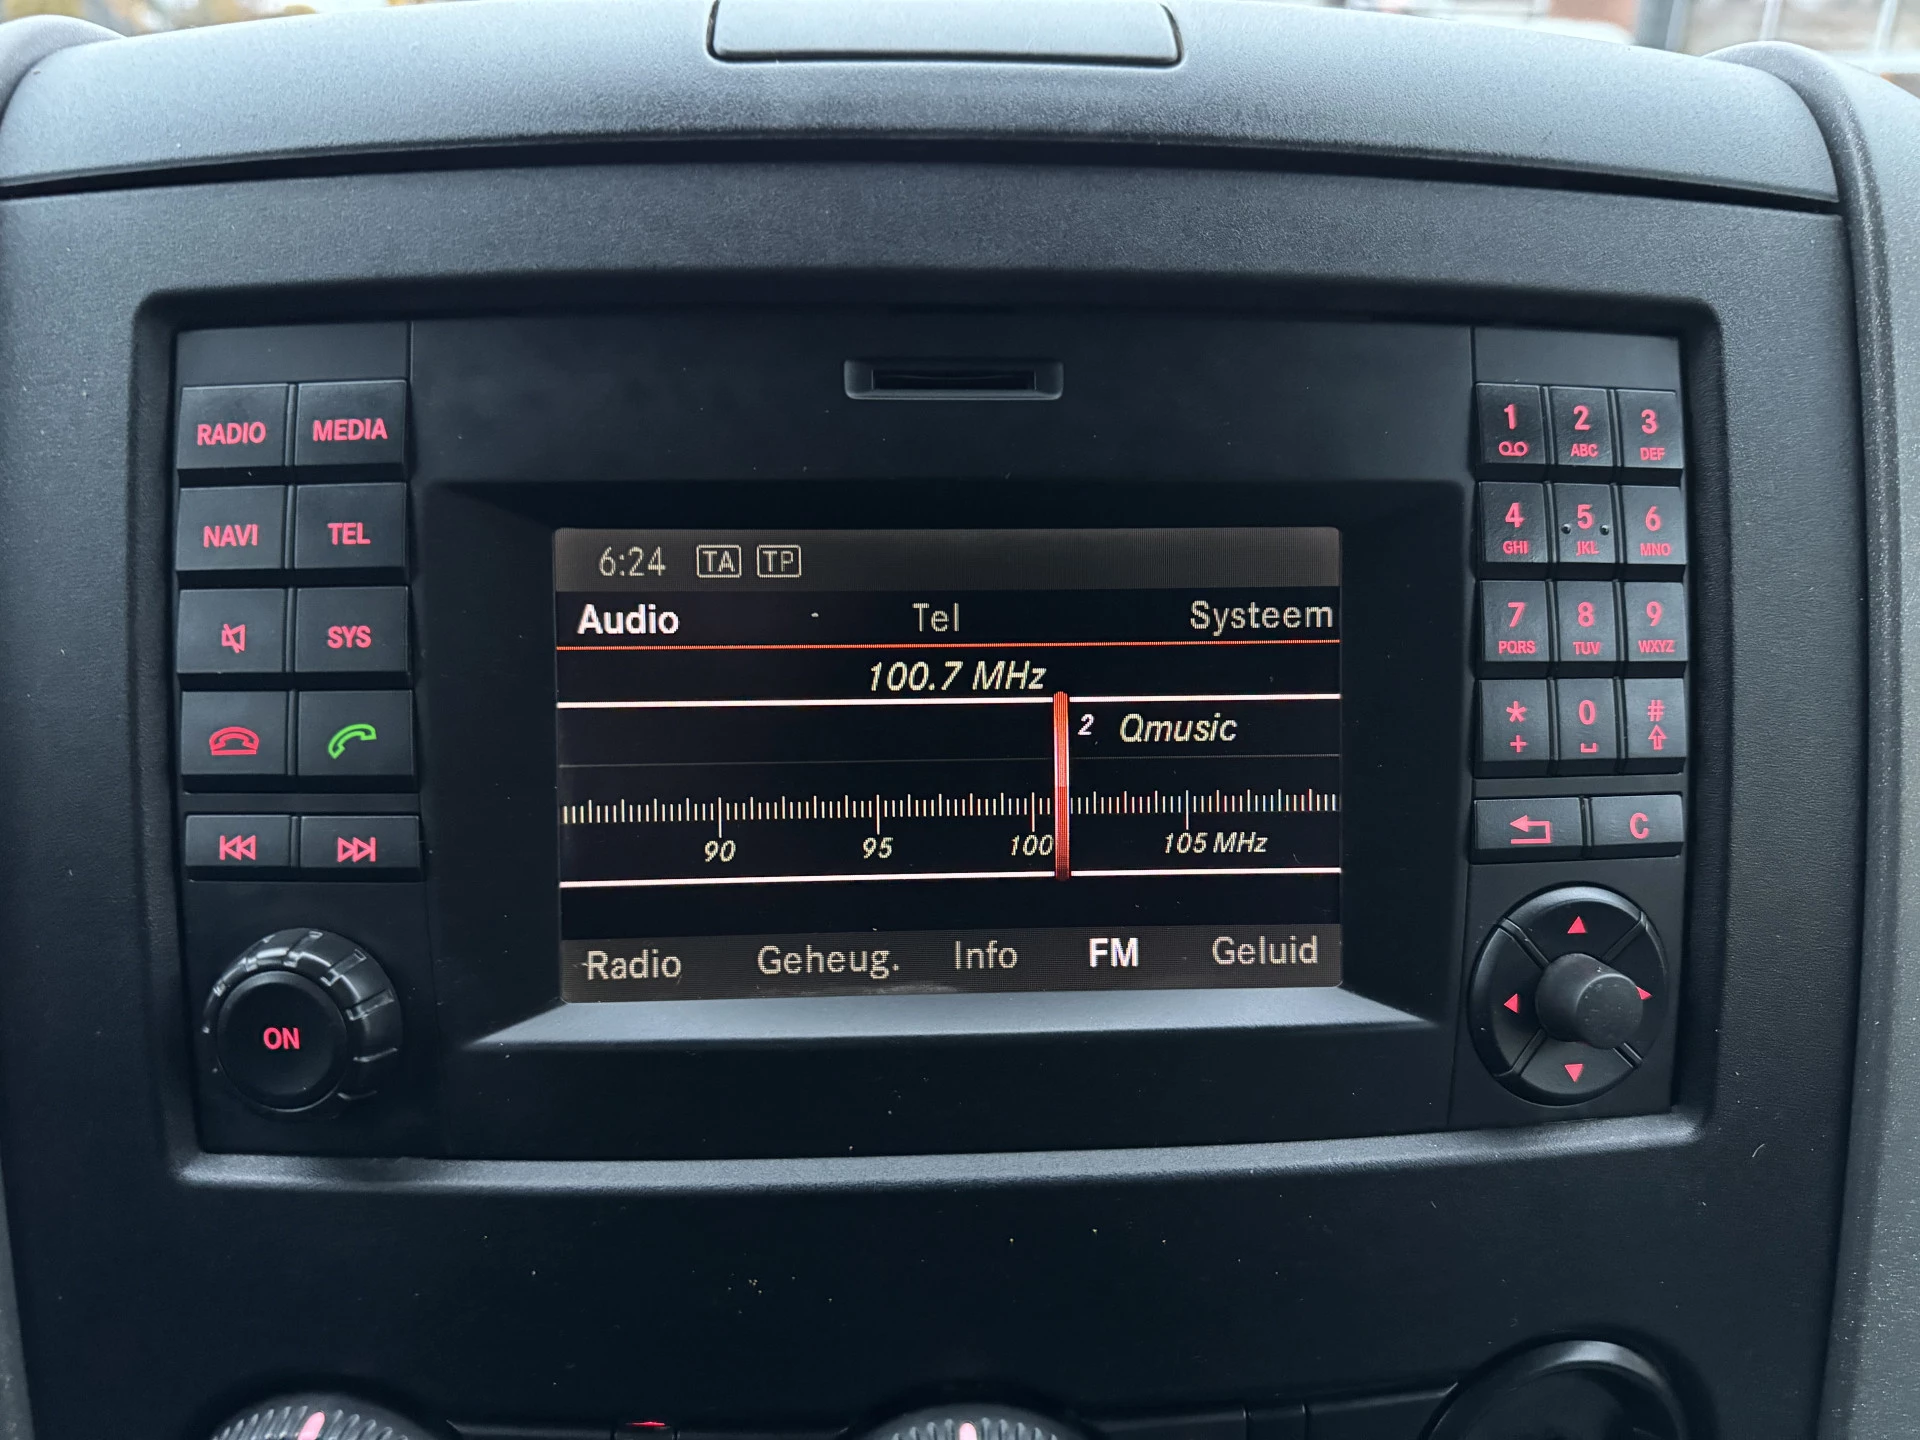 RADIO MEDIA
NAVI TEL
SYS
ON
6:24 TA TP
Audio - Tel Systeem
100.7 MHz
2 Qmusic
90 95 100 105 MHz
Radio Geheug. Info FM Geluid
1 2 3
ABC DEF
4 5 6
GHI JKL MNO
7 8 9
PQRS TUV WXYZ
* 0 #
+
C